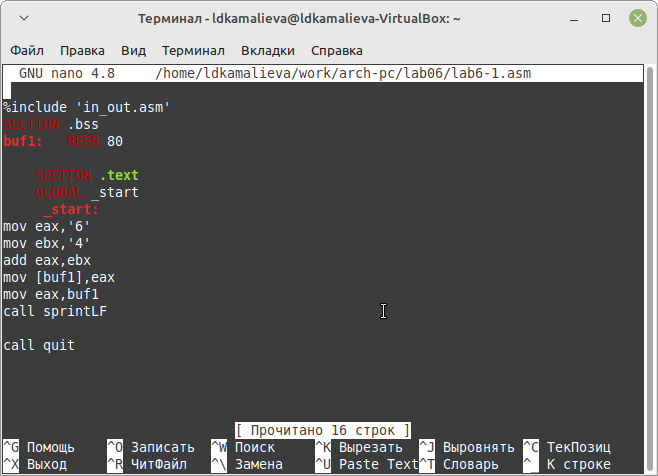 Терминал - ldkamalieva@ldkamalieva-VirtualBox: ~
Файл Правка Вид Терминал Вкладки Справка
GNU nano 4.8 /home/ldkamalieva/work/arch-pc/lab06/lab6-1.asm
%include 'in_out.asm'
SECTION .bss
buf1: RESB 80
SECTION .text
GLOBAL _start
_start:
mov eax,'6'
mov ebx,'4'
add eax,ebx
mov [buf1],eax
mov eax,buf1
call sprintLF
call quit
[ Прочитано 16 строк ]
^G Помощь ^O Записать ^W Поиск ^K Вырезать ^J Выровнять ^C ТекПозиц
^X Выход ^R ЧитФайл ^\ Замена ^U Paste Text ^T Словарь ^_ К строке